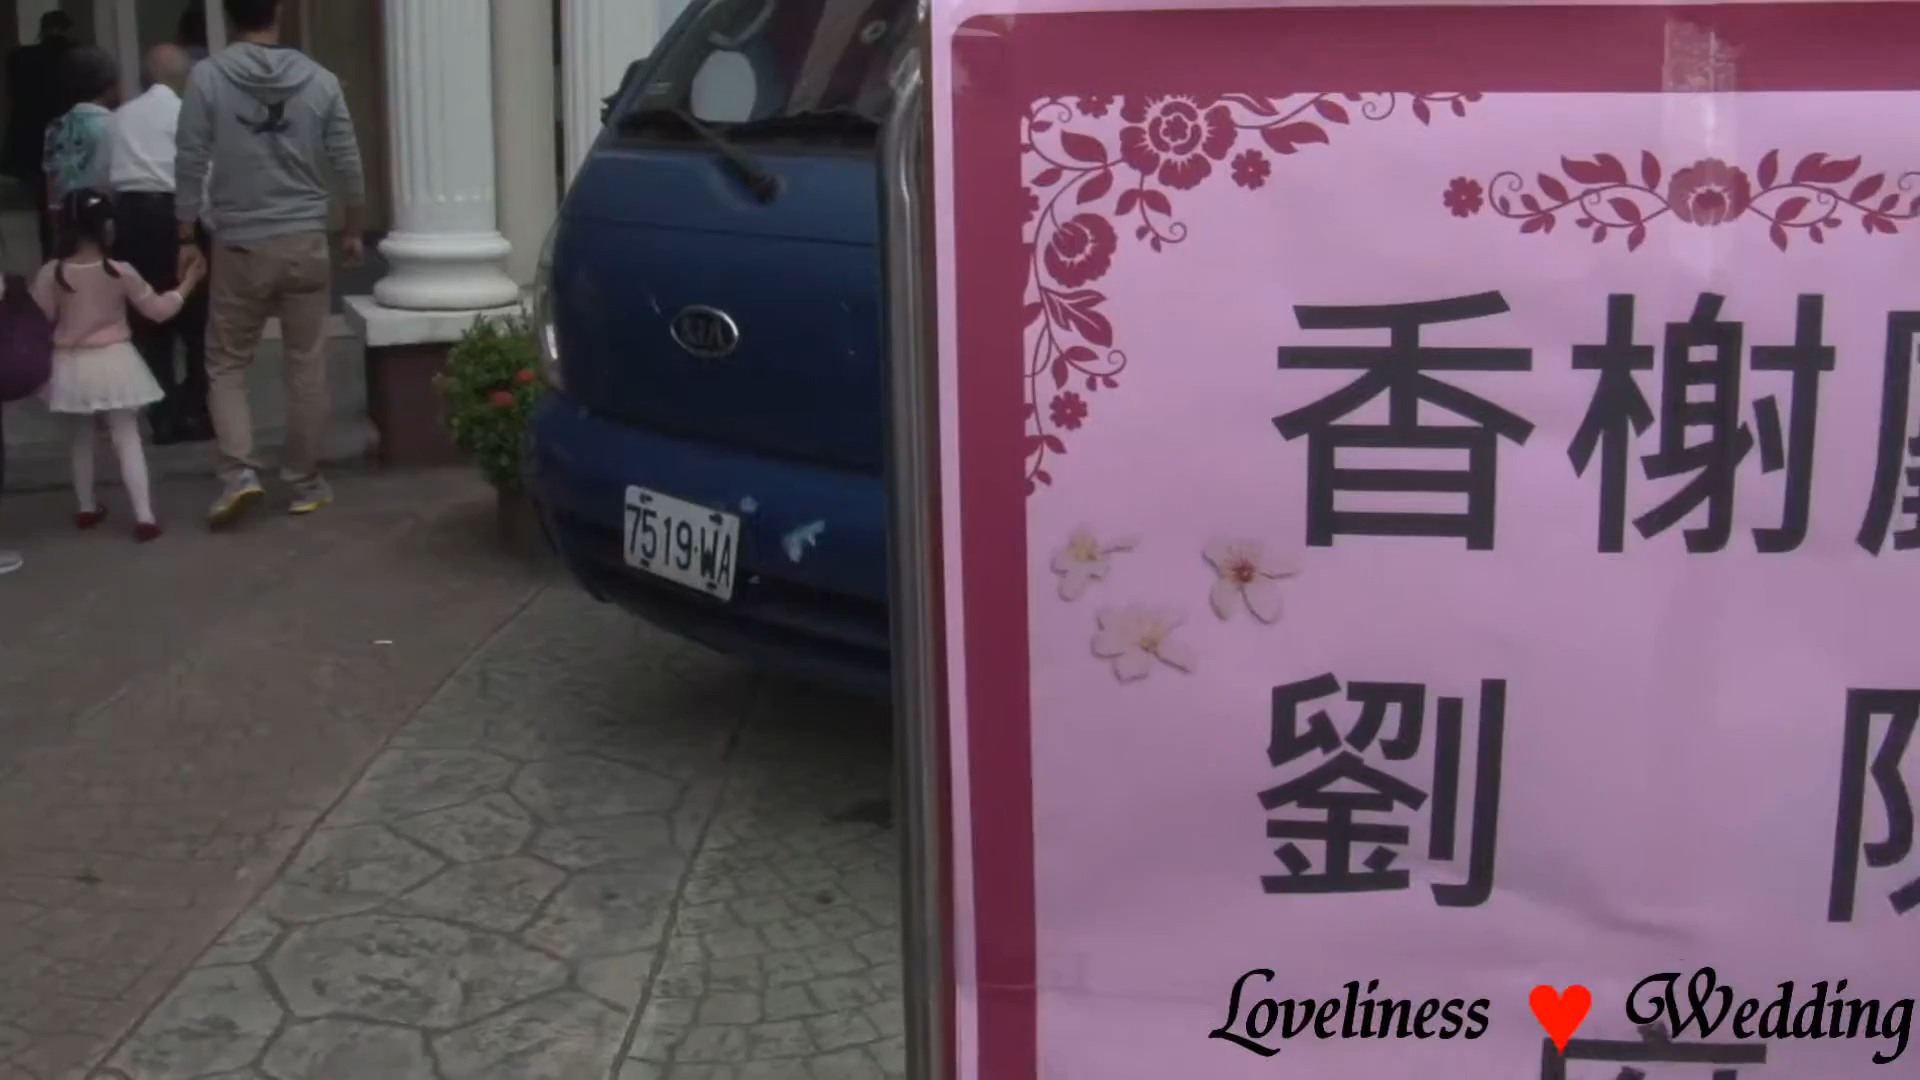 KIA
7519-WA
香榭
劉
Loveliness ♥ Wedding